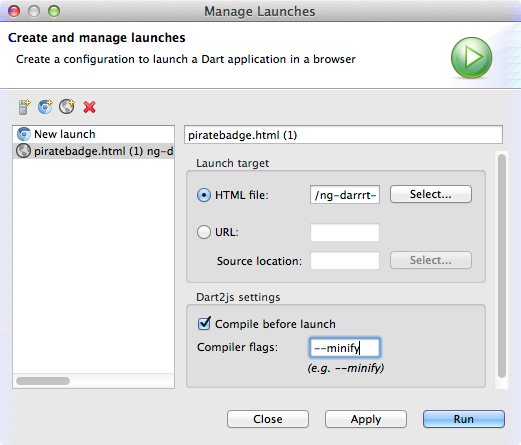 Manage Launches
Create and manage launches
Create a configuration to launch a Dart application in a browser
New launch
piratebadge.html (1) ng-d
piratebadge.html (1)
Launch target
HTML file:
/ng-darrt-
Select...
URL:
Source location:
Select...
Dart2js settings
Compile before launch
Compiler flags:
--minify
(e.g. --minify)
Close
Apply
Run